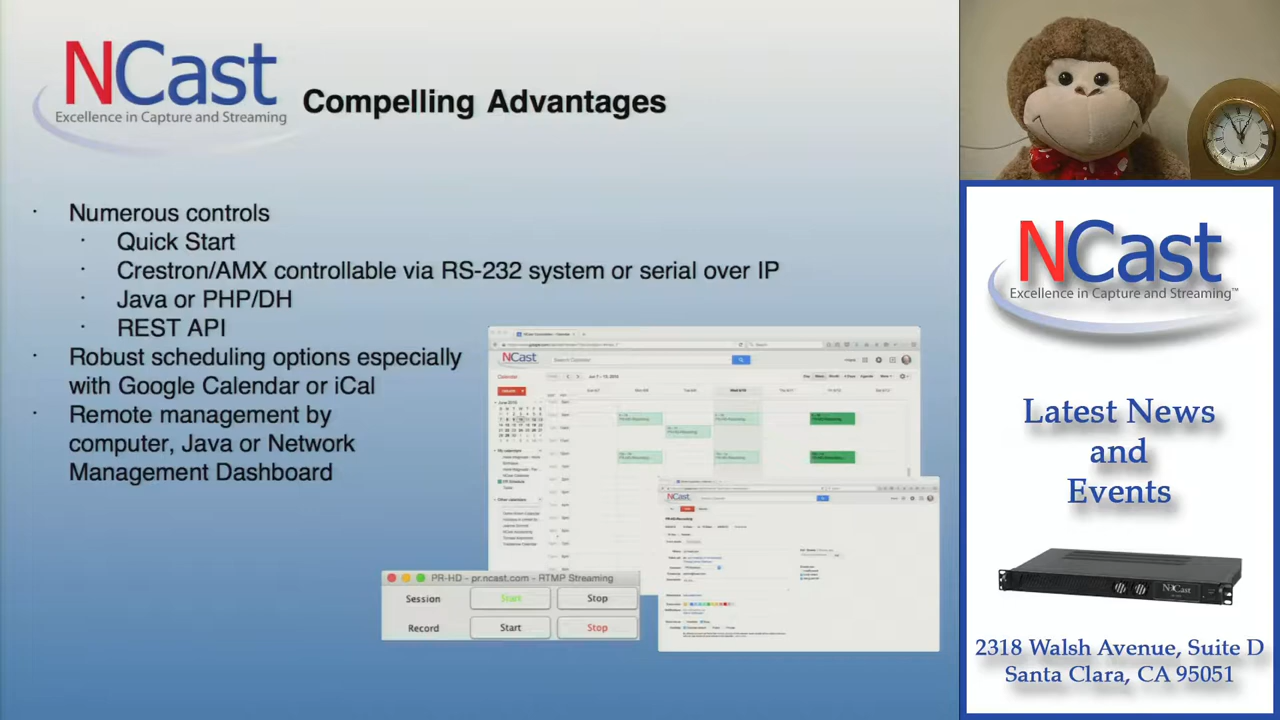 NCast
Excellence in Capture and Streaming
Compelling Advantages
· Numerous controls
· Quick Start
· Crestron/AMX controllable via RS-232 system or serial over IP
· Java or PHP/DH
· REST API
· Robust scheduling options especially
with Google Calendar or iCal
· Remote management by
computer, Java or Network
Management Dashboard
NCast
Calendar
NCast
PR-HD - pr.ncast.com - RTMP Streaming
Session Start Stop
Record Start Stop
NCast
Excellence in Capture and Streaming™
Latest News
and
Events
NCast
2318 Walsh Avenue, Suite D
Santa Clara, CA 95051